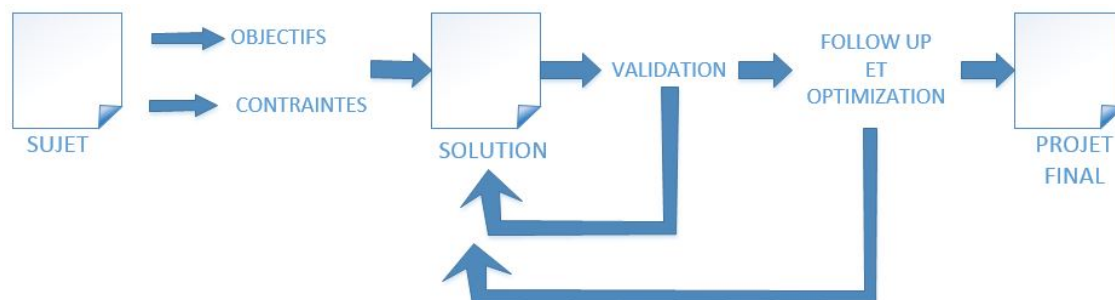 SUJET
OBJECTIFS
CONTRAINTES
SOLUTION
VALIDATION
FOLLOW UP
ET
OPTIMIZATION
PROJET
FINAL